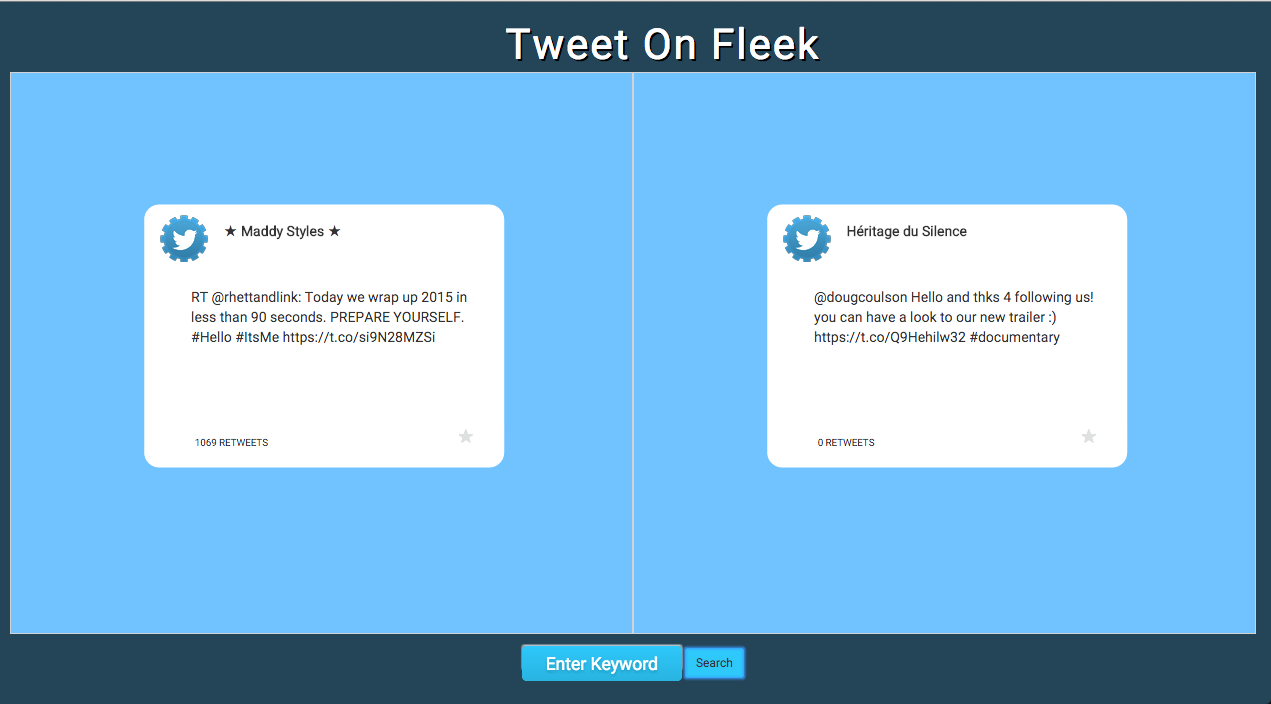 Tweet On Fleek
★ Maddy Styles ★
RT @rhettandlink: Today we wrap up 2015 in
less than 90 seconds. PREPARE YOURSELF.
#Hello #ItsMe https://t.co/si9N28MZSi
1069 RETWEETS
Héritage du Silence
@dougcoulson Hello and thks 4 following us!
you can have a look to our new trailer :)
https://t.co/Q9Hehilw32 #documentary
0 RETWEETS
Enter Keyword
Search